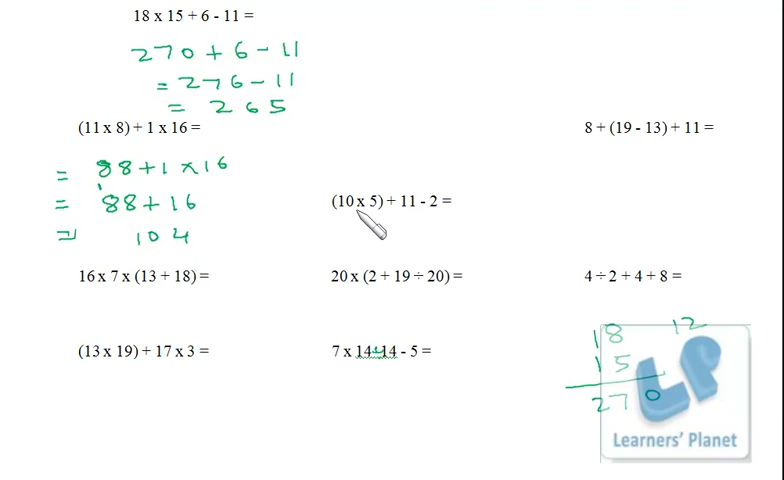 18 x 15 + 6 - 11 =
270 + 6 - 11
= 276 - 11
= 265
(11 x 8) + 1 x 16 =
8 + (19 - 13) + 11 =
= 88 + 1 x 16
= 88 + 16
(10 x 5) + 11 - 2 =
= 104
16 x 7 x (13 + 18) =
20 x (2 + 19 ÷ 20) =
4 ÷ 2 + 4 + 8 =
18
12
15
270
(13 x 19) + 17 x 3 =
7 x 14÷14 - 5 =
LP
Learners' Planet